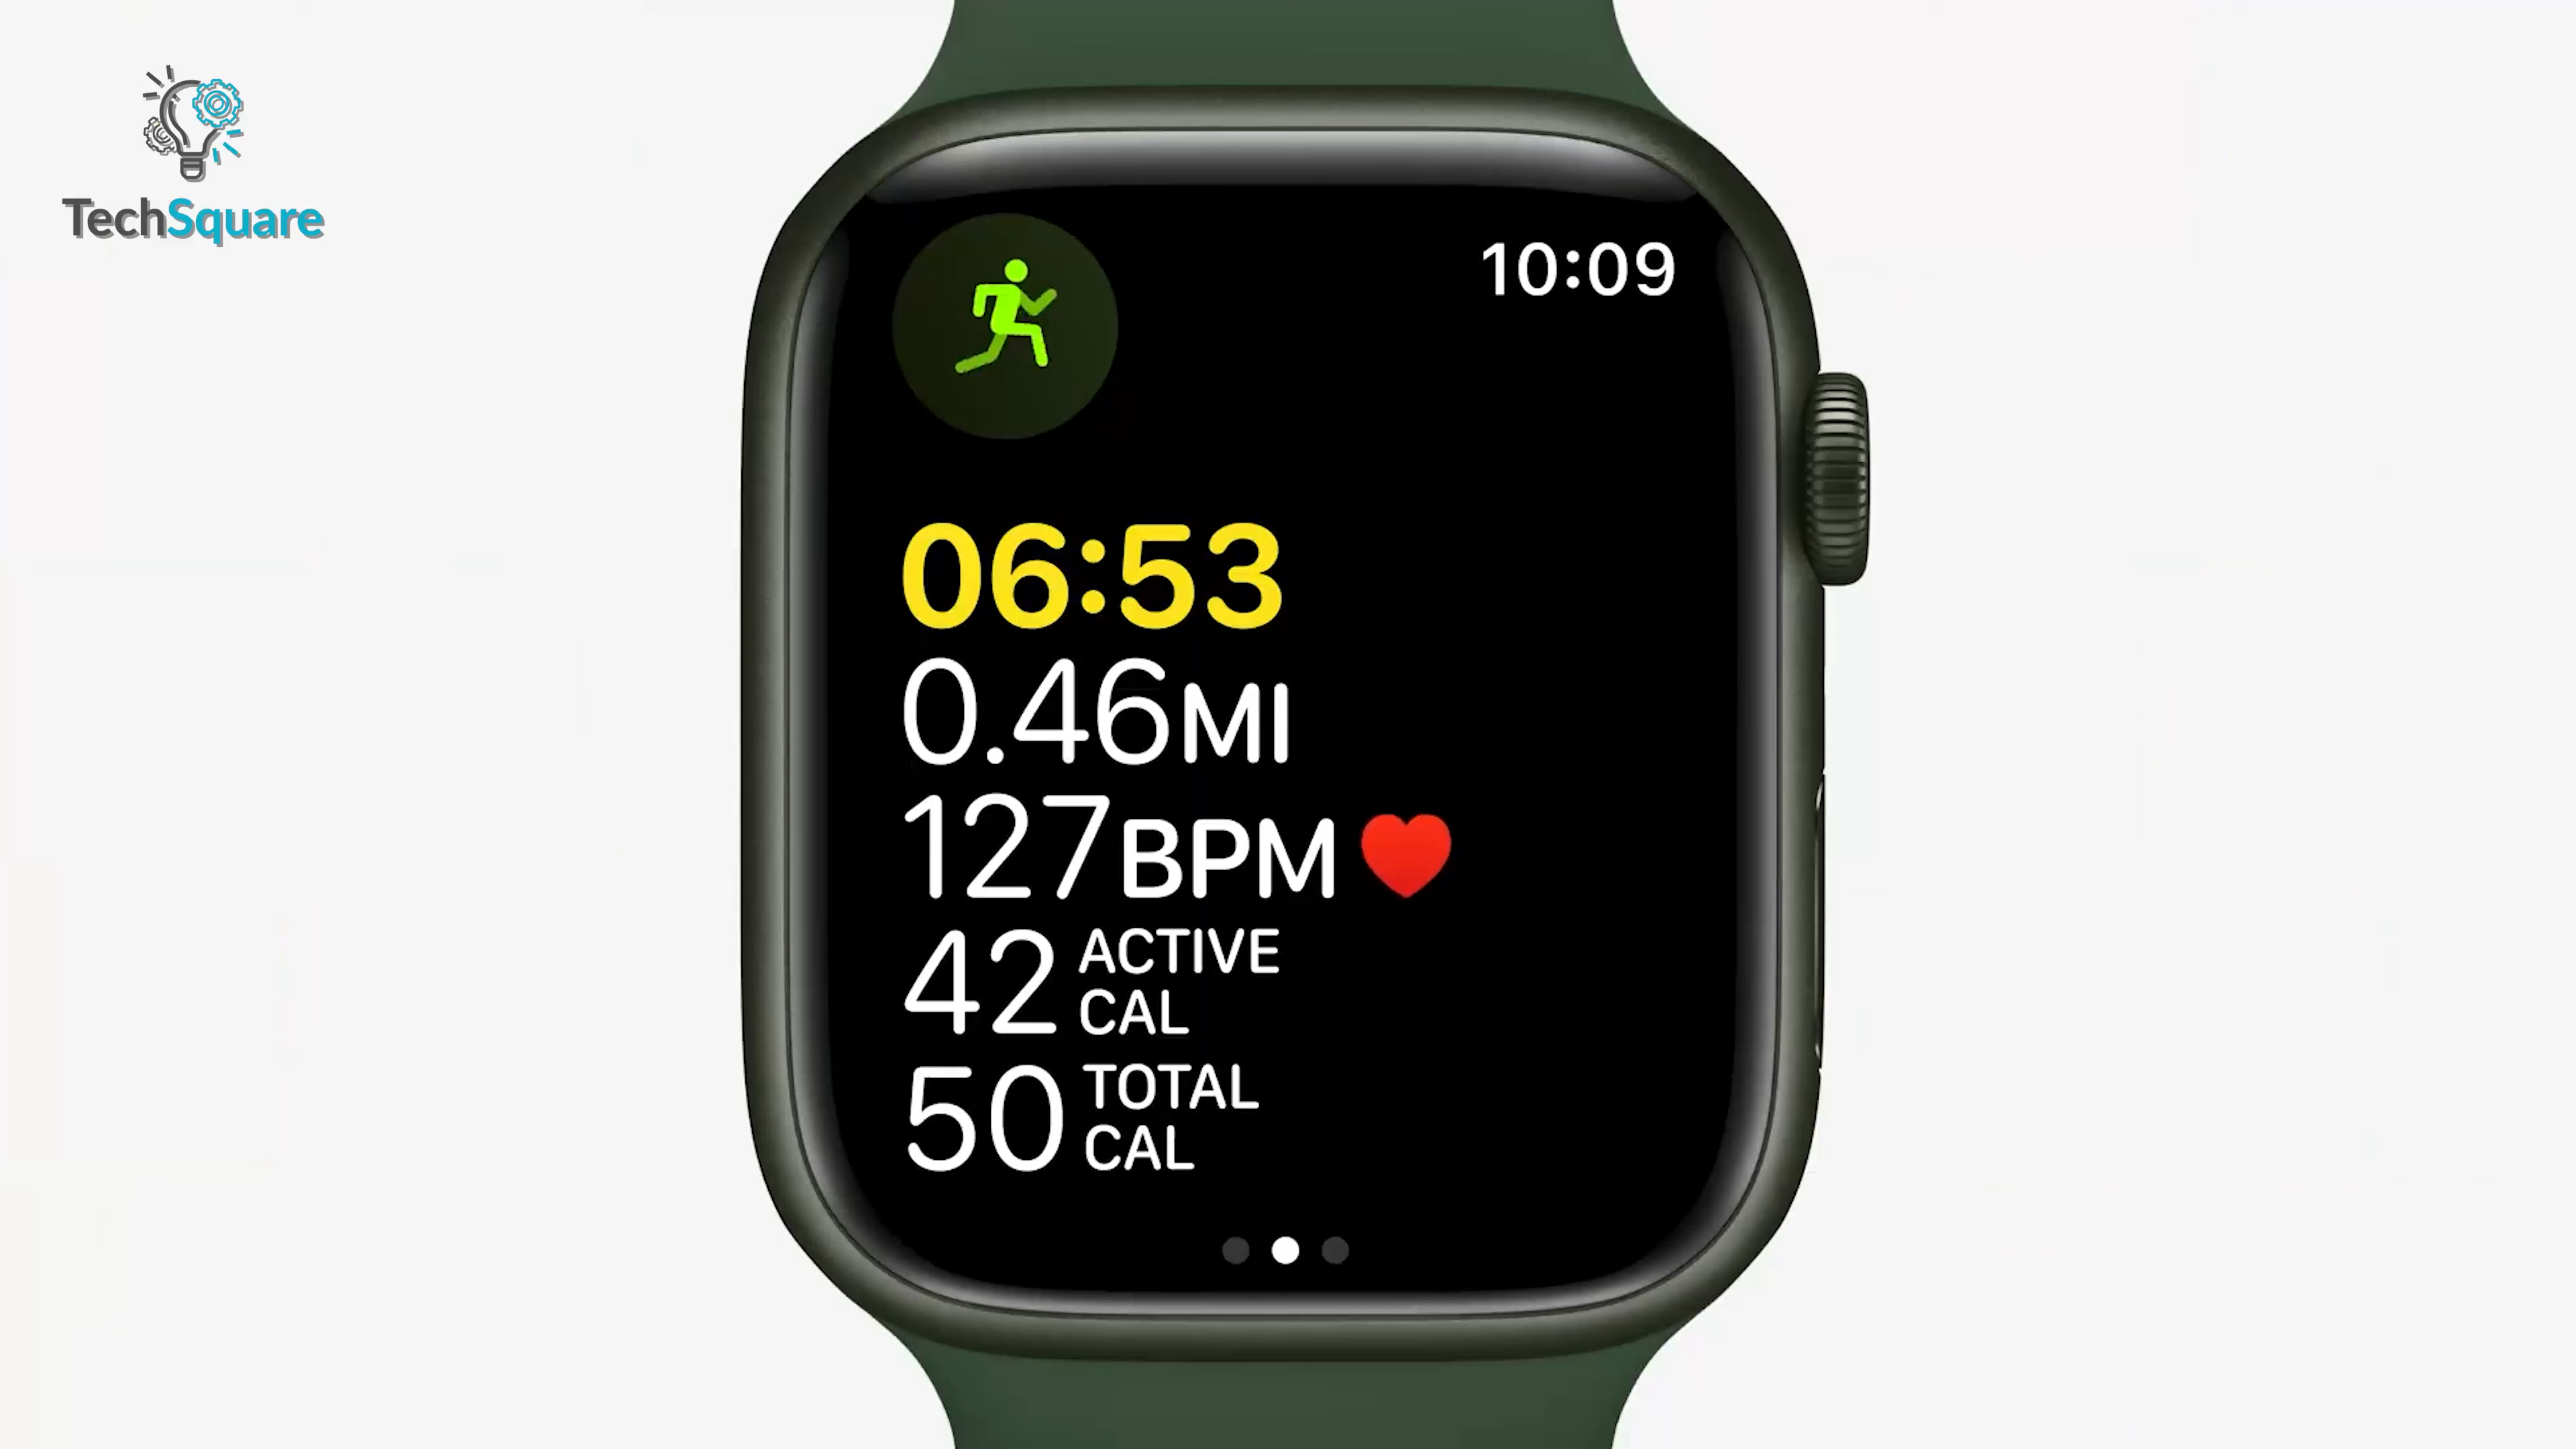 TechSquare
10:09
06:53
0.46MI
127BPM
42 ACTIVE CAL
50 TOTAL CAL